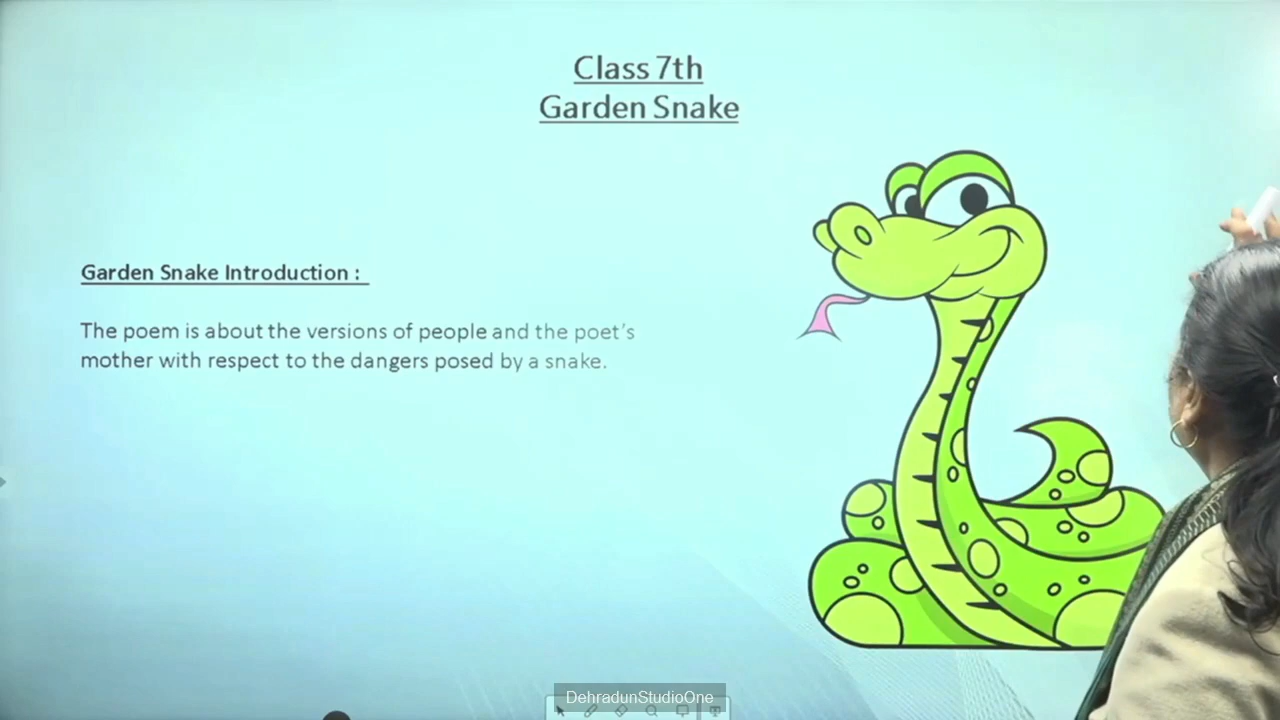 Class 7th
Garden Snake
Garden Snake Introduction :
The poem is about the versions of people and the poet's
mother with respect to the dangers posed by a snake.
DehradunStudioOne